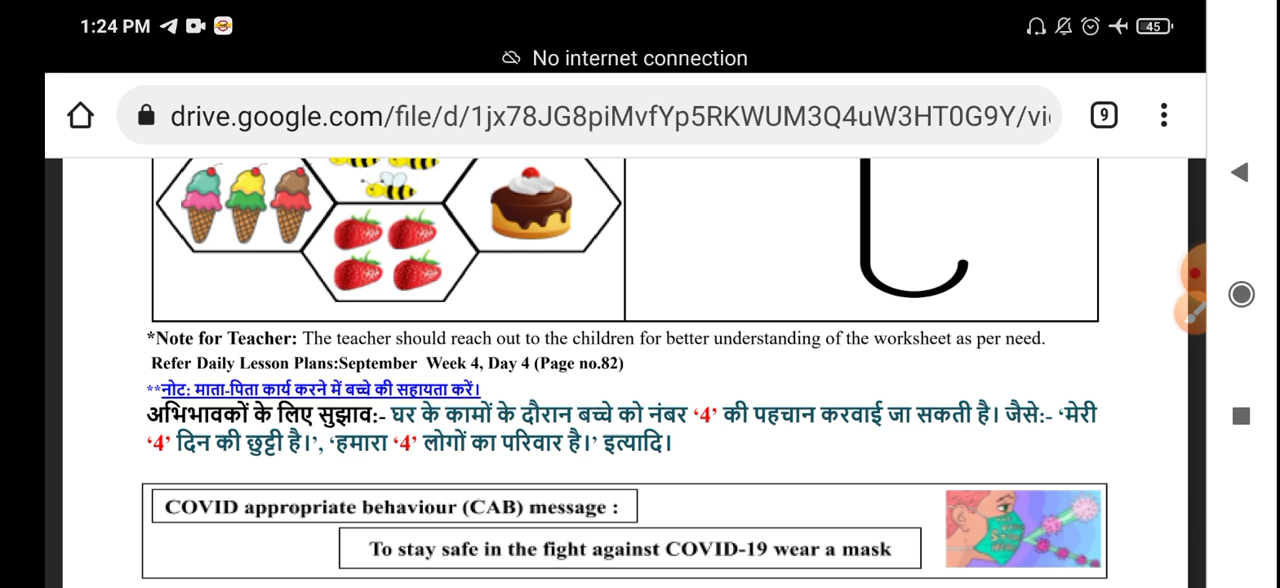 1:24 PM
45
No internet connection
drive.google.com/file/d/1jx78JG8piMvfYp5RKWUM3Q4uW3HT0G9Y/vi
9
*Note for Teacher: The teacher should reach out to the children for better understanding of the worksheet as per need.
Refer Daily Lesson Plans:September Week 4, Day 4 (Page no.82)
**नोट: माता-पिता कार्य करने में बच्चे की सहायता करें।
अभिभावकों के लिए सुझाव:- घर के कामों के दौरान बच्चे को नंबर ‘4’ की पहचान करवाई जा सकती है। जैसे:- ‘मेरी
‘4’ दिन की छुट्टी है।’, ‘हमारा ‘4’ लोगों का परिवार है।’ इत्यादि।
COVID appropriate behaviour (CAB) message :
To stay safe in the fight against COVID-19 wear a mask